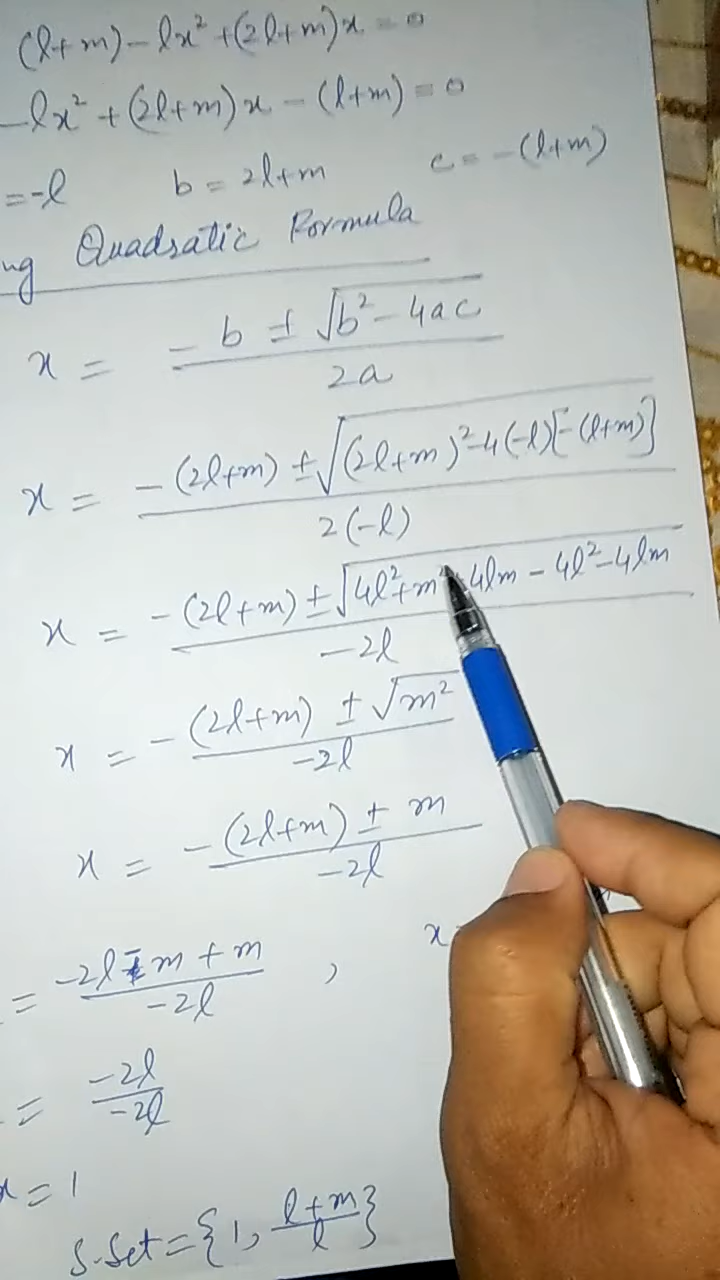 (l+m) - lx² + (2l+m)x = 0
-lx² + (2l+m)x - (l+m) = 0
= -l b = 2l+m c = -(l+m)
ng Quadratic Formula
x = (-b ± √(b² - 4ac)) / 2a
x = (-(2l+m) ± √((2l+m)² - 4(-l)[-(l+m)])) / 2(-l)
x = (-(2l+m) ± √(4l² + m² + 4lm - 4l² - 4lm)) / -2l
x = (-(2l+m) ± √m²) / -2l
x = (-(2l+m) ± m) / -2l
= (-2l - m + m) / -2l , x
= -2l / -2l
x = 1
S.Set = {1, (l+m)/l}